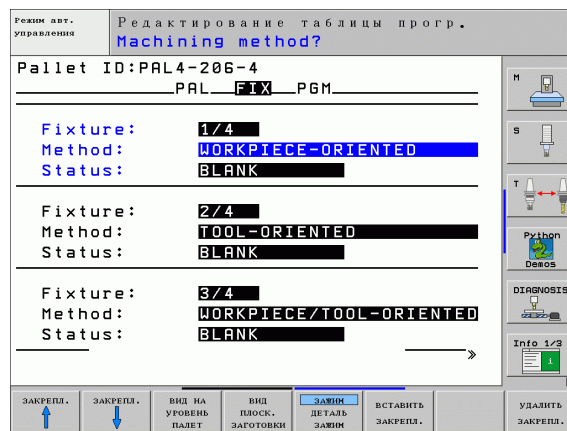 Режим авт.
управления
Редактирование таблицы прогр.
Machining method?
Pallet ID:PAL4-206-4
PAL FIX PGM
Fixture: 1/4
Method: WORKPIECE-ORIENTED
Status: BLANK
Fixture: 2/4
Method: TOOL-ORIENTED
Status: BLANK
Fixture: 3/4
Method: WORKPIECE/TOOL-ORIENTED
Status: BLANK
»
M
S
T
Python
Demos
DIAGNOSIS
Info 1/3
i
ЗАКРЕПЛ.
ЗАКРЕПЛ.
ВИД НА
УРОВЕНЬ
ПАЛЕТ
ВИД
ПЛОСК.
ЗАГОТОВКИ
ЗАЖИМ
ДЕТАЛЬ
ЗАЖИМ
ВСТАВИТЬ
ЗАКРЕПЛ.
УДАЛИТЬ
ЗАКРЕПЛ.